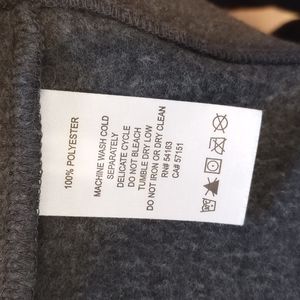 100% POLYESTER
MACHINE WASH COLD
SEPARATELY
DELICATE CYCLE
DO NOT BLEACH
TUMBLE DRY LOW
DO NOT IRON OR DRY CLEAN
RN# 54163
CA# 57151